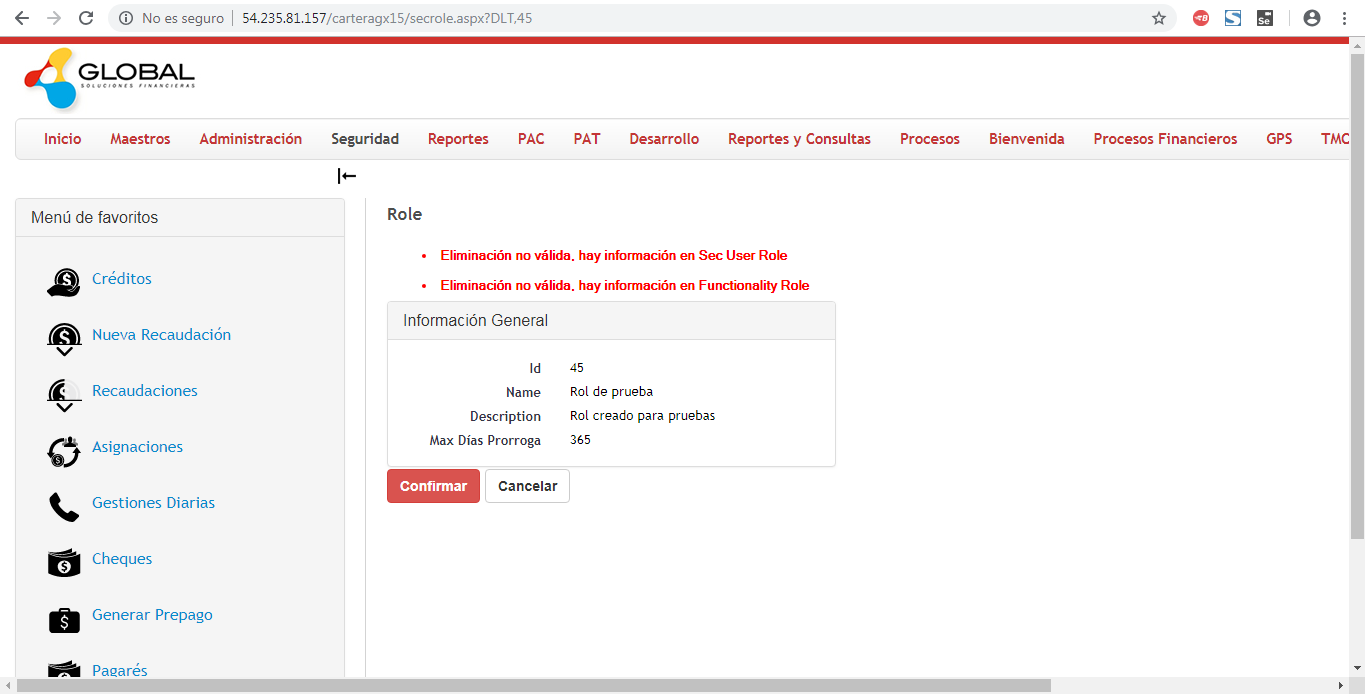 No es seguro 54.235.81.157/carteragx15/secrole.aspx?DLT,45
GLOBAL
SOLUCIONES FINANCIERAS
Inicio Maestros Administración Seguridad Reportes PAC PAT Desarrollo Reportes y Consultas Procesos Bienvenida Procesos Financieros GPS TMO
Menú de favoritos
Créditos
Nueva Recaudación
Recaudaciones
Asignaciones
Gestiones Diarias
Cheques
Generar Prepago
Pagarés
Role
• Eliminación no válida, hay información en Sec User Role
• Eliminación no válida, hay información en Functionality Role
Información General
Id 45
Name Rol de prueba
Description Rol creado para pruebas
Max Días Prorroga 365
Confirmar Cancelar